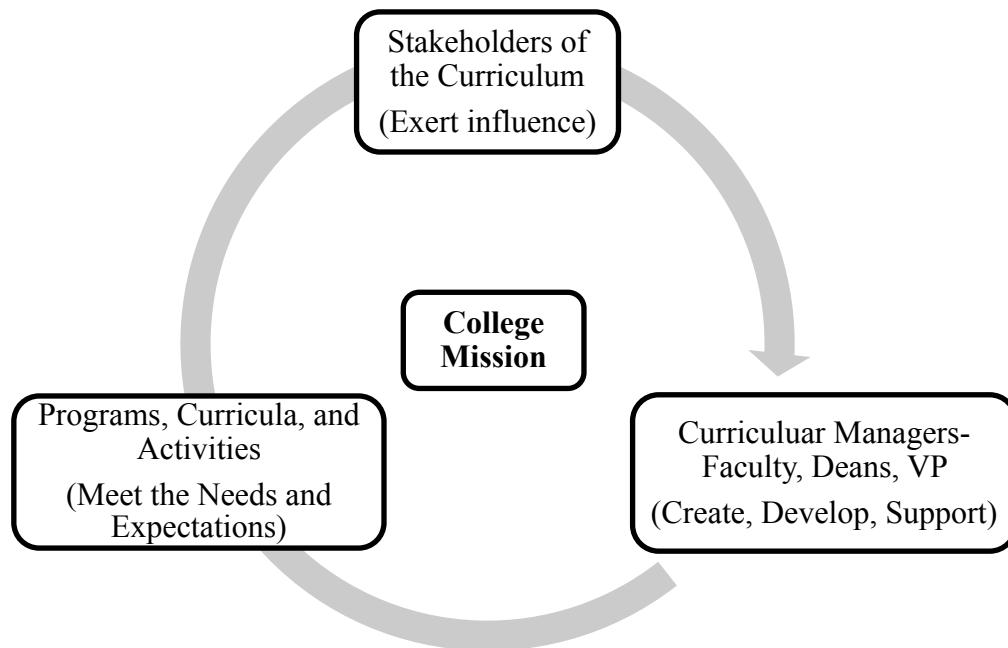 Stakeholders of
the Curriculum
(Exert influence)
College
Mission
Programs, Curricula, and
Activities
(Meet the Needs and
Expectations)
Curriculuar Managers-
Faculty, Deans, VP
(Create, Develop, Support)